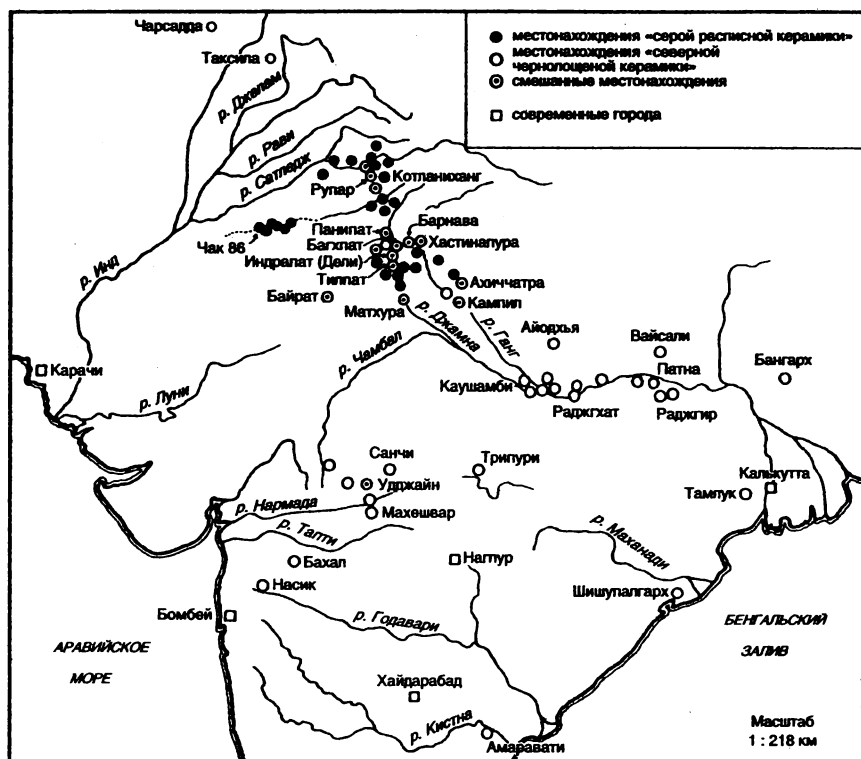 Чарсадда
Таксила
р. Джелам
р. Рави
р. Сатледж
местонахождения «серой расписной керамики»
местонахождения «северной
чернолощеной керамики»
смешанные местонахождения
современные города
Рупар
Котланиханг
Чак 86
Панипат
Барнава
Багхпат
Хастинапура
Индралат (Дели)
Тилпат
Ахиччатра
Байрат
Кампил
Матхура
р. Инд
р. Джамна
р. Ганг
Айодхья
Вайсали
р. Чамбал
Патна
Бангарх
Карачи
Каушамби
р. Луни
Раджгхат
Раджгир
Санчи
Трипури
Калькутта
Удджайн
Тамлук
р. Нармада
Махешвар
р. Тапти
р. Маханади
Бахал
Нагпур
Насик
Шишупалгарх
Бомбей
р. Годавари
БЕНГАЛЬСКИЙ
ЗАЛИВ
АРАВИЙСКОЕ
МОРЕ
Хайдарабад
р. Кистна
Амаравати
Масштаб
1 : 218 км